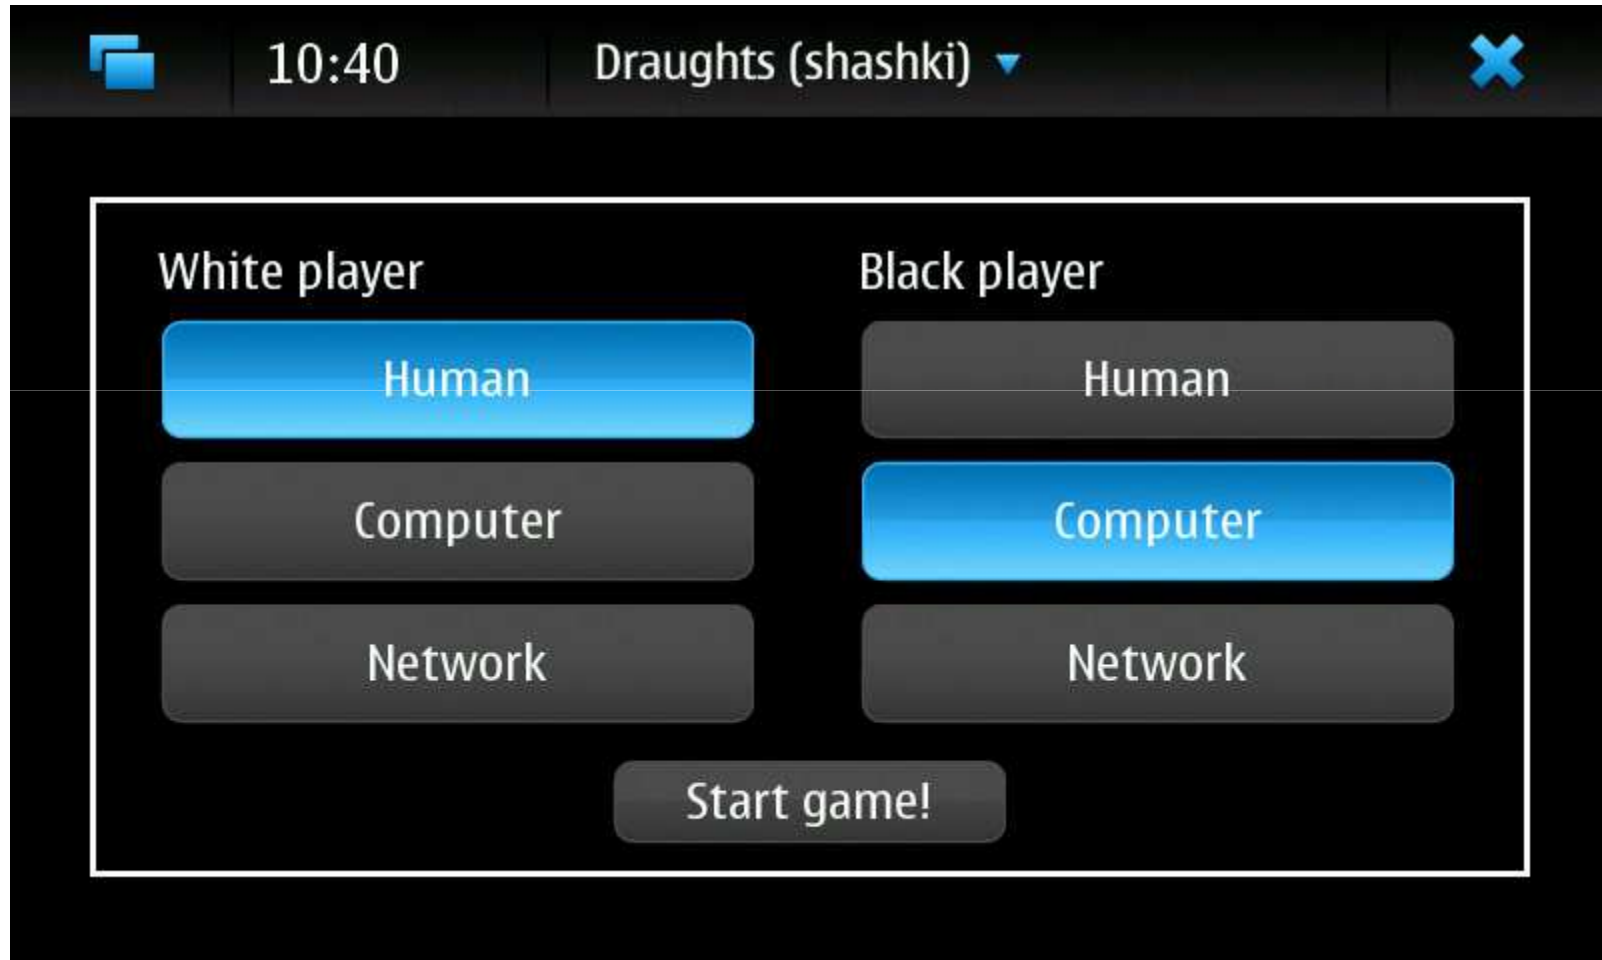 10:40 Draughts (shashki)
White player Black player
Human Human
Computer Computer
Network Network
Start game!